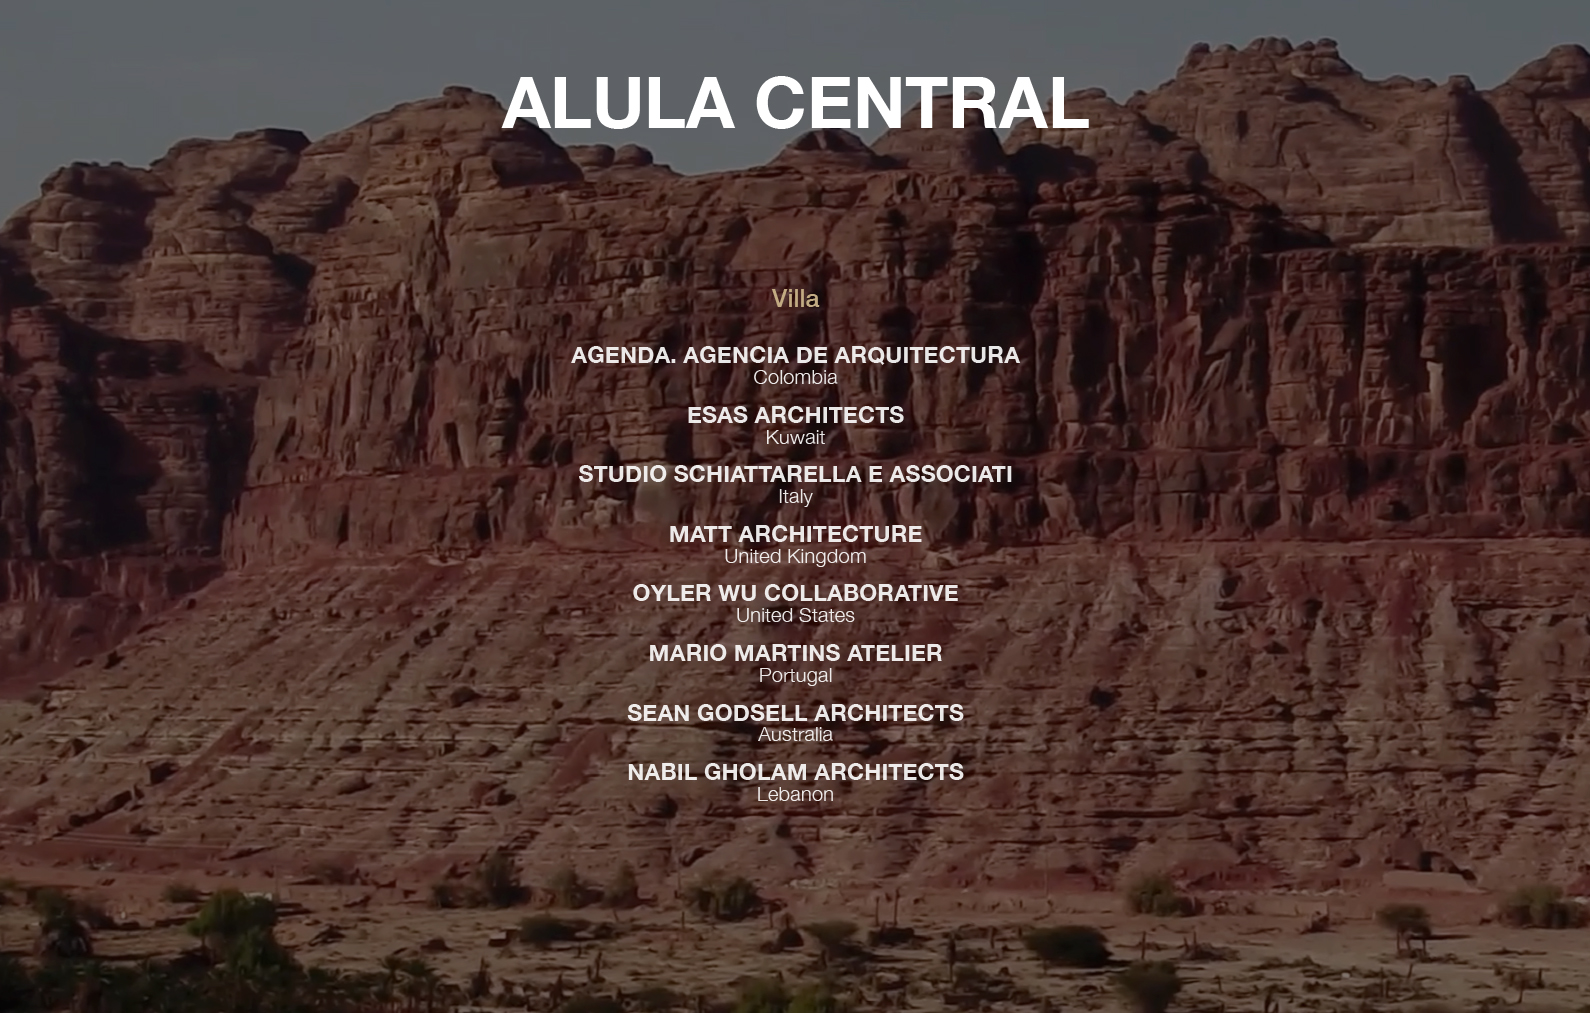 ALULA CENTRAL
Villa
AGENDA. AGENCIA DE ARQUITECTURA
Colombia
ESAS ARCHITECTS
Kuwait
STUDIO SCHIATTARELLA E ASSOCIATI
Italy
MATT ARCHITECTURE
United Kingdom
OYLER WU COLLABORATIVE
United States
MARIO MARTINS ATELIER
Portugal
SEAN GODSELL ARCHITECTS
Australia
NABIL GHOLAM ARCHITECTS
Lebanon